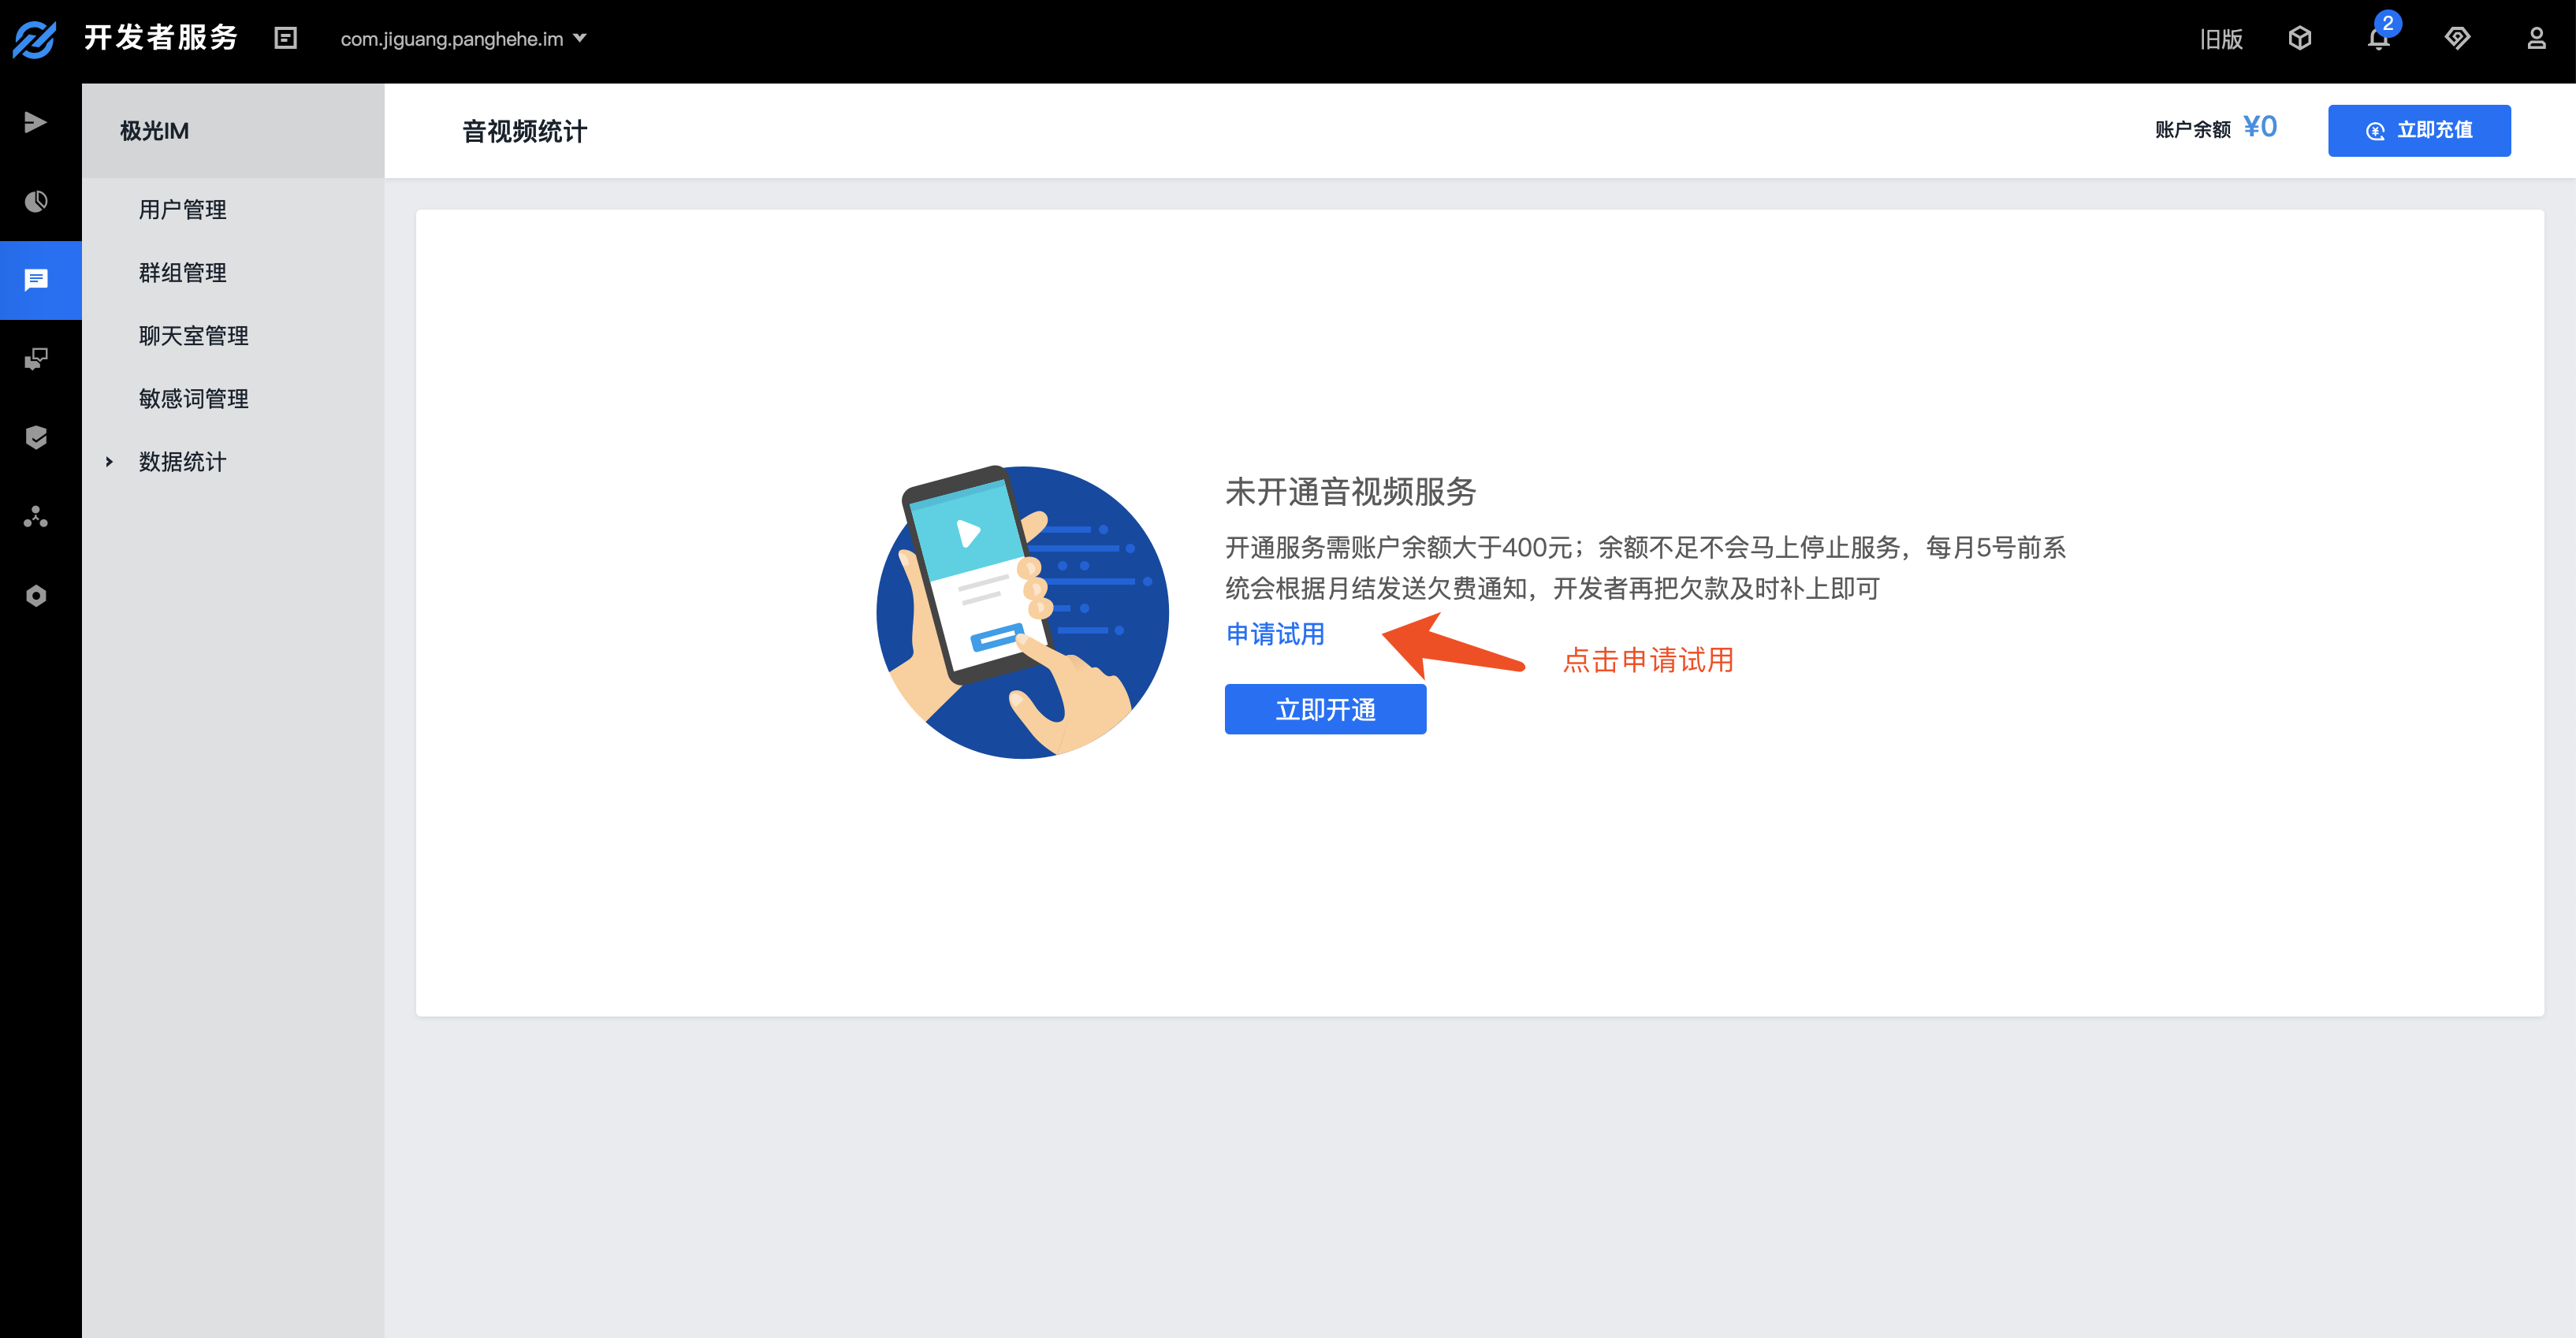 开发者服务
com.jiguang.panghehe.im
旧版
2
极光IM
音视频统计
账户余额 ¥0
立即充值
用户管理
群组管理
聊天室管理
敏感词管理
数据统计
未开通音视频服务
开通服务需账户余额大于400元；余额不足不会马上停止服务，每月5号前系
统会根据月结发送欠费通知，开发者再把欠款及时补上即可
申请试用
点击申请试用
立即开通